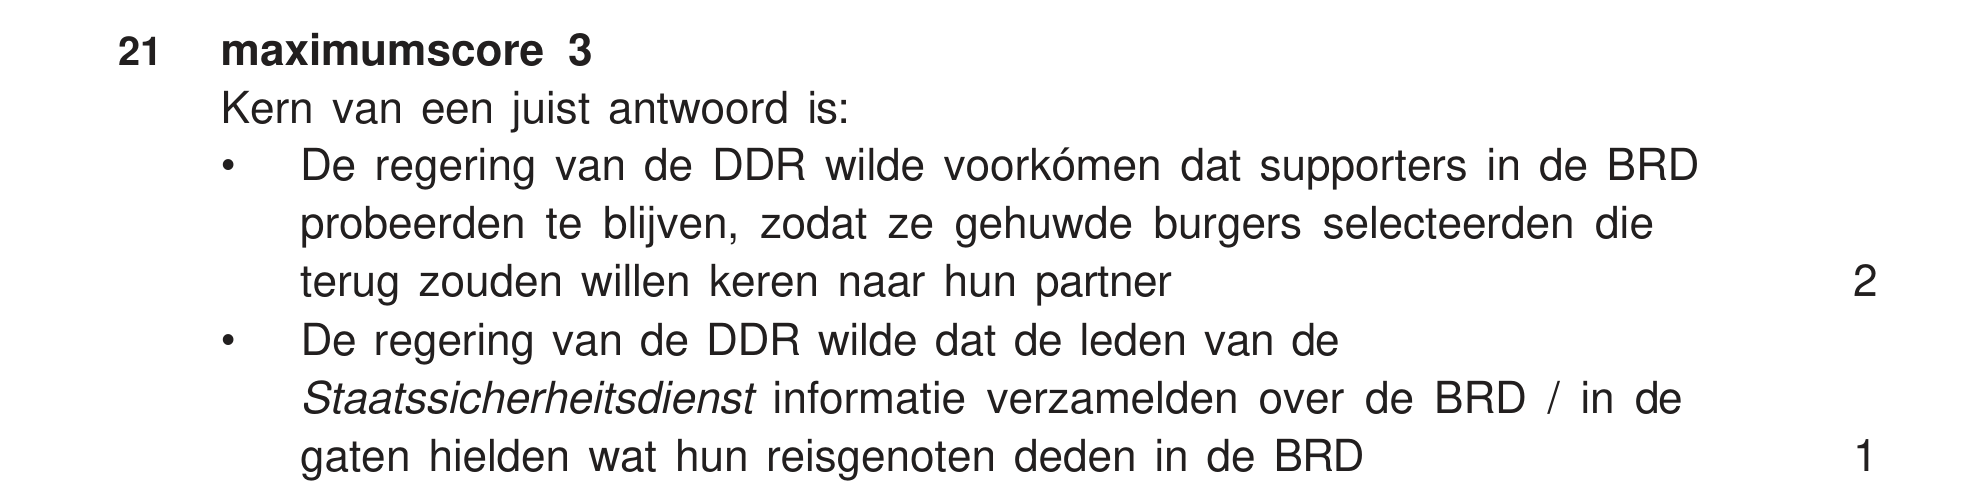 21 maximumscore 3
Kern van een juist antwoord is:
• De regering van de DDR wilde voorkómen dat supporters in de BRD
probeerden te blijven, zodat ze gehuwde burgers selecteerden die
terug zouden willen keren naar hun partner 2
• De regering van de DDR wilde dat de leden van de
Staatssicherheitsdienst informatie verzamelden over de BRD / in de
gaten hielden wat hun reisgenoten deden in de BRD 1